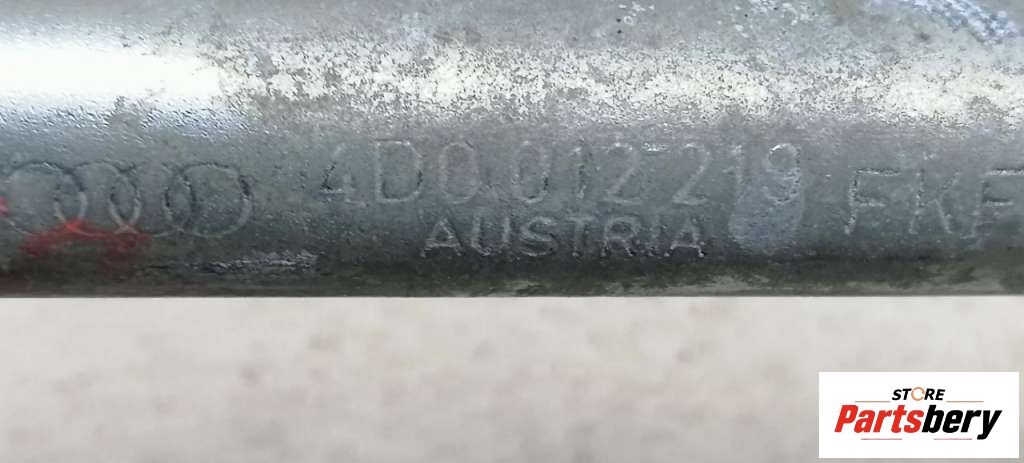 4D0 012 219 FKF
AUSTRIA
STORE
Partsbery